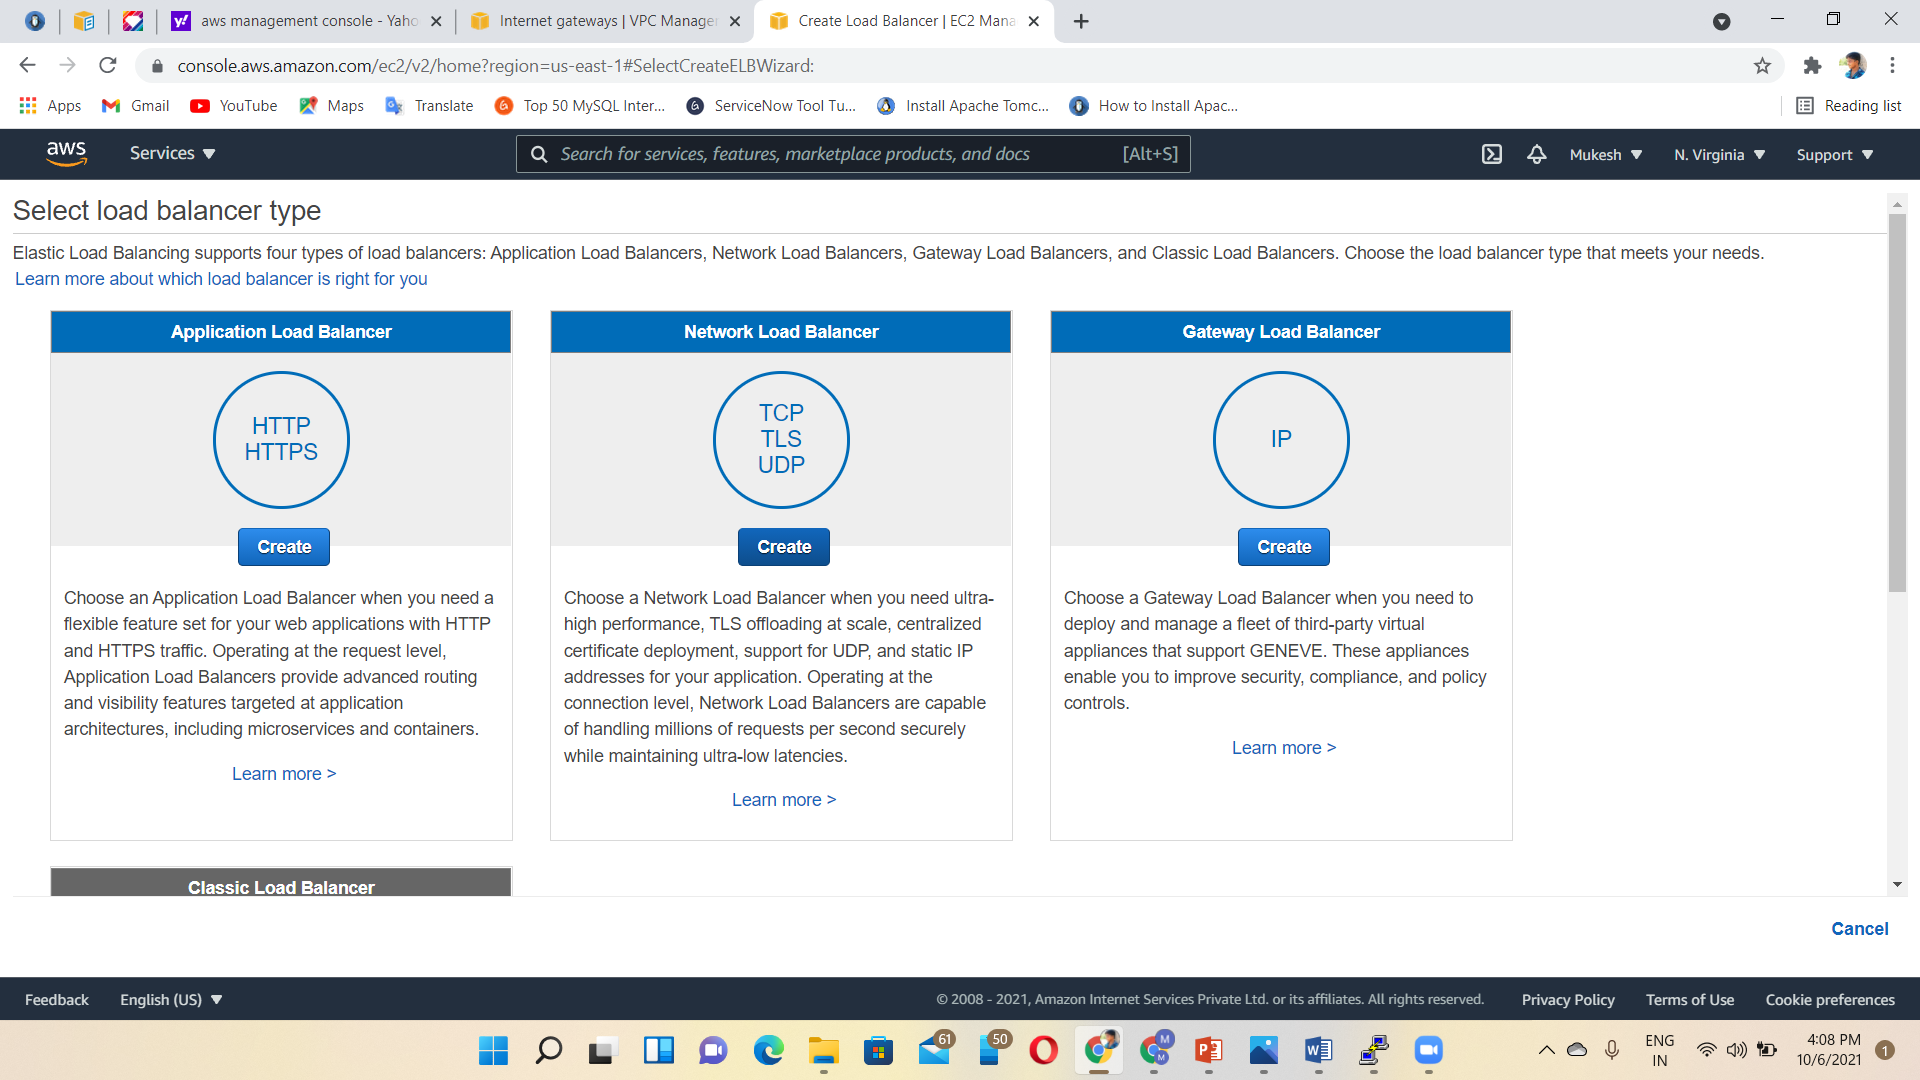 aws management console - Yaho
Internet gateways | VPC Manage
Create Load Balancer | EC2 Mana
console.aws.amazon.com/ec2/v2/home?region=us-east-1#SelectCreateELBWizard:
Apps
Gmail
YouTube
Maps
Translate
Top 50 MySQL Inter...
ServiceNow Tool Tu...
Install Apache Tomc...
How to Install Apac...
Reading list
aws
Services
Search for services, features, marketplace products, and docs
[Alt+S]
Mukesh
N. Virginia
Support
Select load balancer type
Elastic Load Balancing supports four types of load balancers: Application Load Balancers, Network Load Balancers, Gateway Load Balancers, and Classic Load Balancers. Choose the load balancer type that meets your needs.
Learn more about which load balancer is right for you
Application Load Balancer
HTTP
HTTPS
Create
Choose an Application Load Balancer when you need a
flexible feature set for your web applications with HTTP
and HTTPS traffic. Operating at the request level,
Application Load Balancers provide advanced routing
and visibility features targeted at application
architectures, including microservices and containers.
Learn more >
Network Load Balancer
TCP
TLS
UDP
Create
Choose a Network Load Balancer when you need ultra-
high performance, TLS offloading at scale, centralized
certificate deployment, support for UDP, and static IP
addresses for your application. Operating at the
connection level, Network Load Balancers are capable
of handling millions of requests per second securely
while maintaining ultra-low latencies.
Learn more >
Gateway Load Balancer
IP
Create
Choose a Gateway Load Balancer when you need to
deploy and manage a fleet of third-party virtual
appliances that support GENEVE. These appliances
enable you to improve security, compliance, and policy
controls.
Learn more >
Classic Load Balancer
Cancel
Feedback
English (US)
© 2008 - 2021, Amazon Internet Services Private Ltd. or its affiliates. All rights reserved.
Privacy Policy
Terms of Use
Cookie preferences
61
50
M
M
ENG
IN
4:08 PM
10/6/2021
1